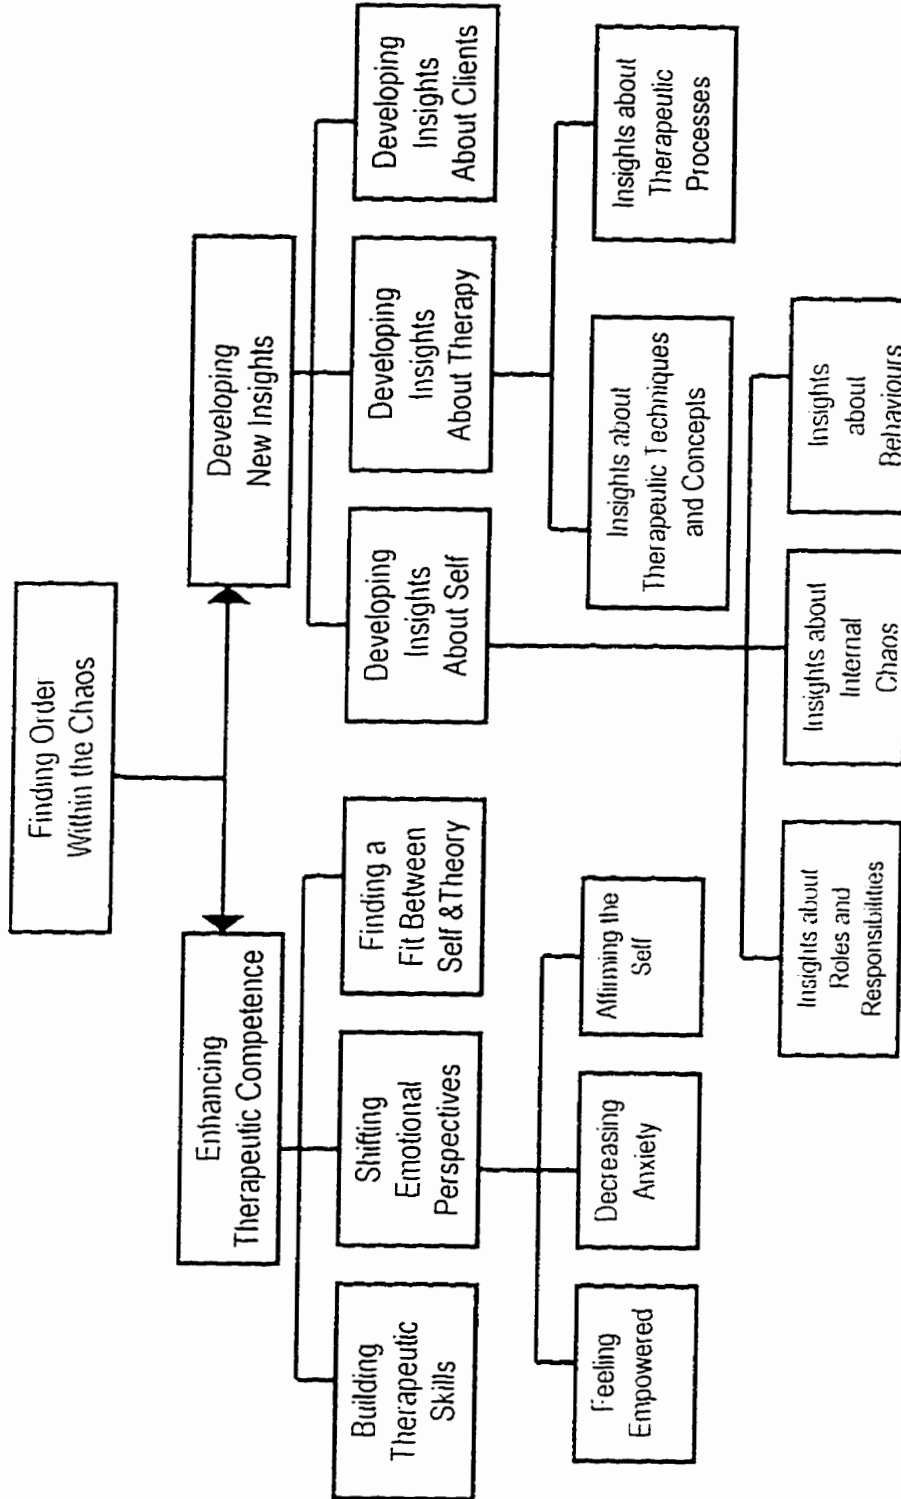 Finding Order
Within the Chaos
Enhancing
Therapeutic Competence
Developing
New Insights
Building
Therapeutic
Skills
Shifting
Emotional
Perspectives
Finding a
Fit Between
Self & Theory
Developing
Insights
About Self
Developing
Insights
About Therapy
Developing
Insights
About Clients
Feeling
Empowered
Decreasing
Anxiety
Affirming the
Self
Insights about
Therapeutic Techniques
and Concepts
Insights about
Therapeutic
Processes
Insights about
Roles and
Responsibilities
Insights about
Internal
Chaos
Insights
about
Behaviours